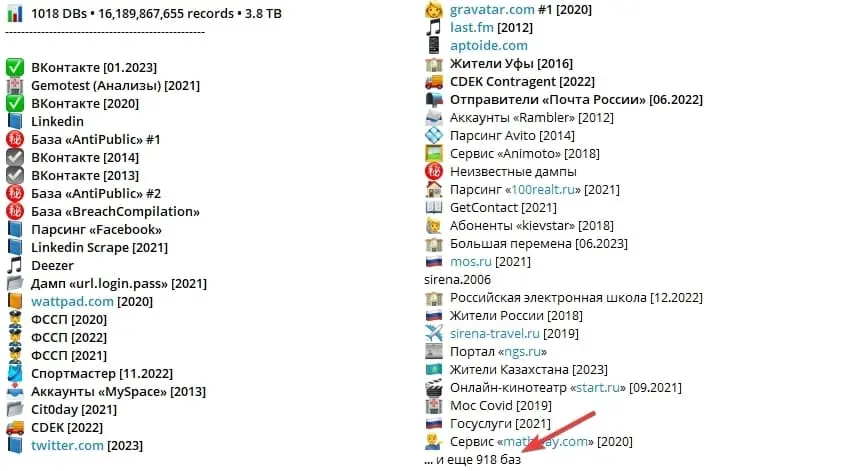 1018 DBs • 16,189,867,655 records • 3.8 TB
----------------------------------------------------
ВКонтакте [01.2023]
Gemotest (Анализы) [2021]
ВКонтакте [2020]
Linkedin
База «AntiPublic» #1
ВКонтакте [2014]
ВКонтакте [2013]
База «AntiPublic» #2
База «BreachCompilation»
Парсинг «Facebook»
Linkedin Scrape [2021]
Deezer
Дамп «url.login.pass» [2021]
wattpad.com [2020]
ФССП [2020]
ФССП [2022]
ФССП [2021]
Спортмастер [11.2022]
Аккаунты «MySpace» [2013]
Cit0day [2021]
CDEK [2022]
twitter.com [2023]
gravatar.com #1 [2020]
last.fm [2012]
aptoide.com
Жители Уфы [2016]
CDEK Contragent [2022]
Отправители «Почта России» [06.2022]
Аккаунты «Rambler» [2012]
Парсинг Avito [2014]
Сервис «Animoto» [2018]
Неизвестные дампы
Парсинг «100realt.ru» [2021]
GetContact [2021]
Абоненты «kievstar» [2018]
Большая перемена [06.2023]
mos.ru [2021]
sirena.2006
Российская электронная школа [12.2022]
Жители России [2018]
sirena-travel.ru [2019]
Портал «ngs.ru»
Жители Казахстана [2023]
Онлайн-кинотеатр «start.ru» [09.2021]
Мос Covid [2019]
Госуслуги [2021]
Сервис «mathway.com» [2020]
... и еще 918 баз